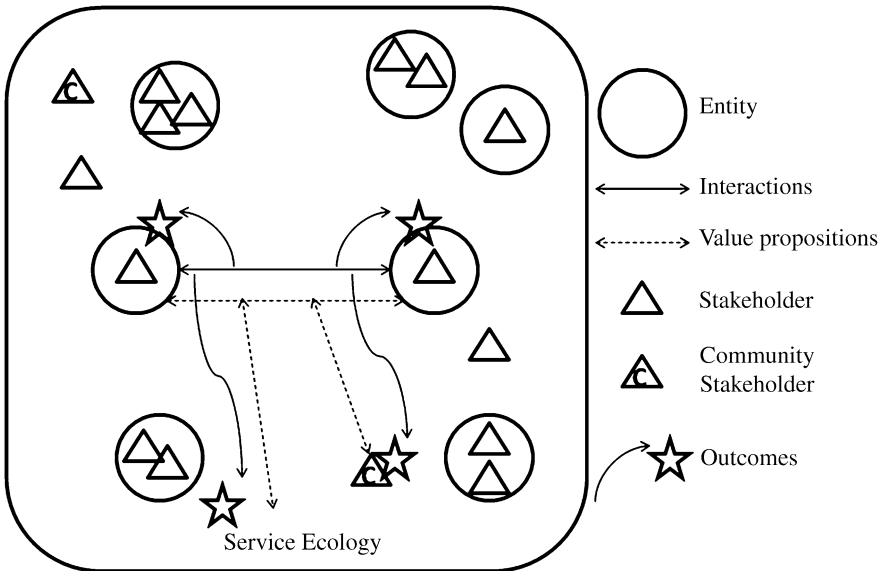 C
Entity
Interactions
Value propositions
Stakeholder
Community
C
Stakeholder
Outcomes
C
Service Ecology